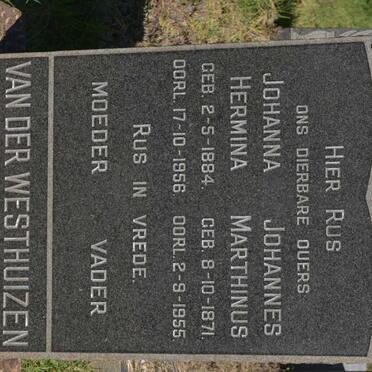 HIER RUS
ONS DIERBARE OUERS
JOHANNA JOHANNES
HERMINA MARTHINUS
GEB. 2-5-1884. GEB. 8-10-1871.
OORL. 17-10-1956. OORL. 2-9-1955
RUS IN VREDE.
MOEDER VADER
VAN DER WESTHUIZEN